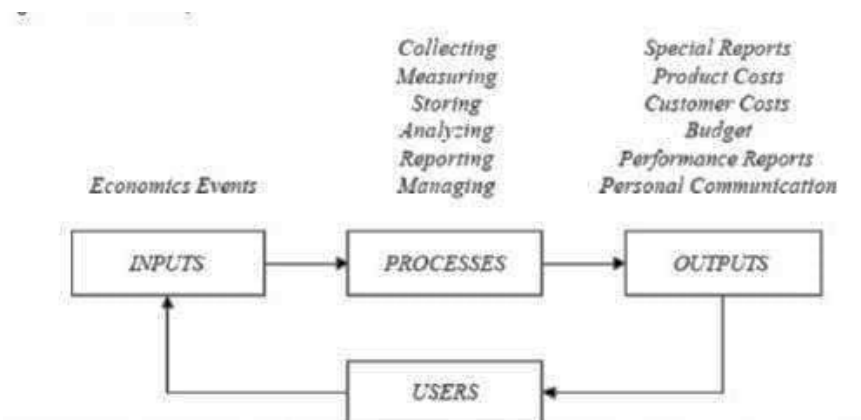 Collecting
Measuring
Storing
Analyzing
Reporting
Managing
Special Reports
Product Costs
Customer Costs
Budget
Performance Reports
Personal Communication
Economics Events
INPUTS
PROCESSES
OUTPUTS
USERS